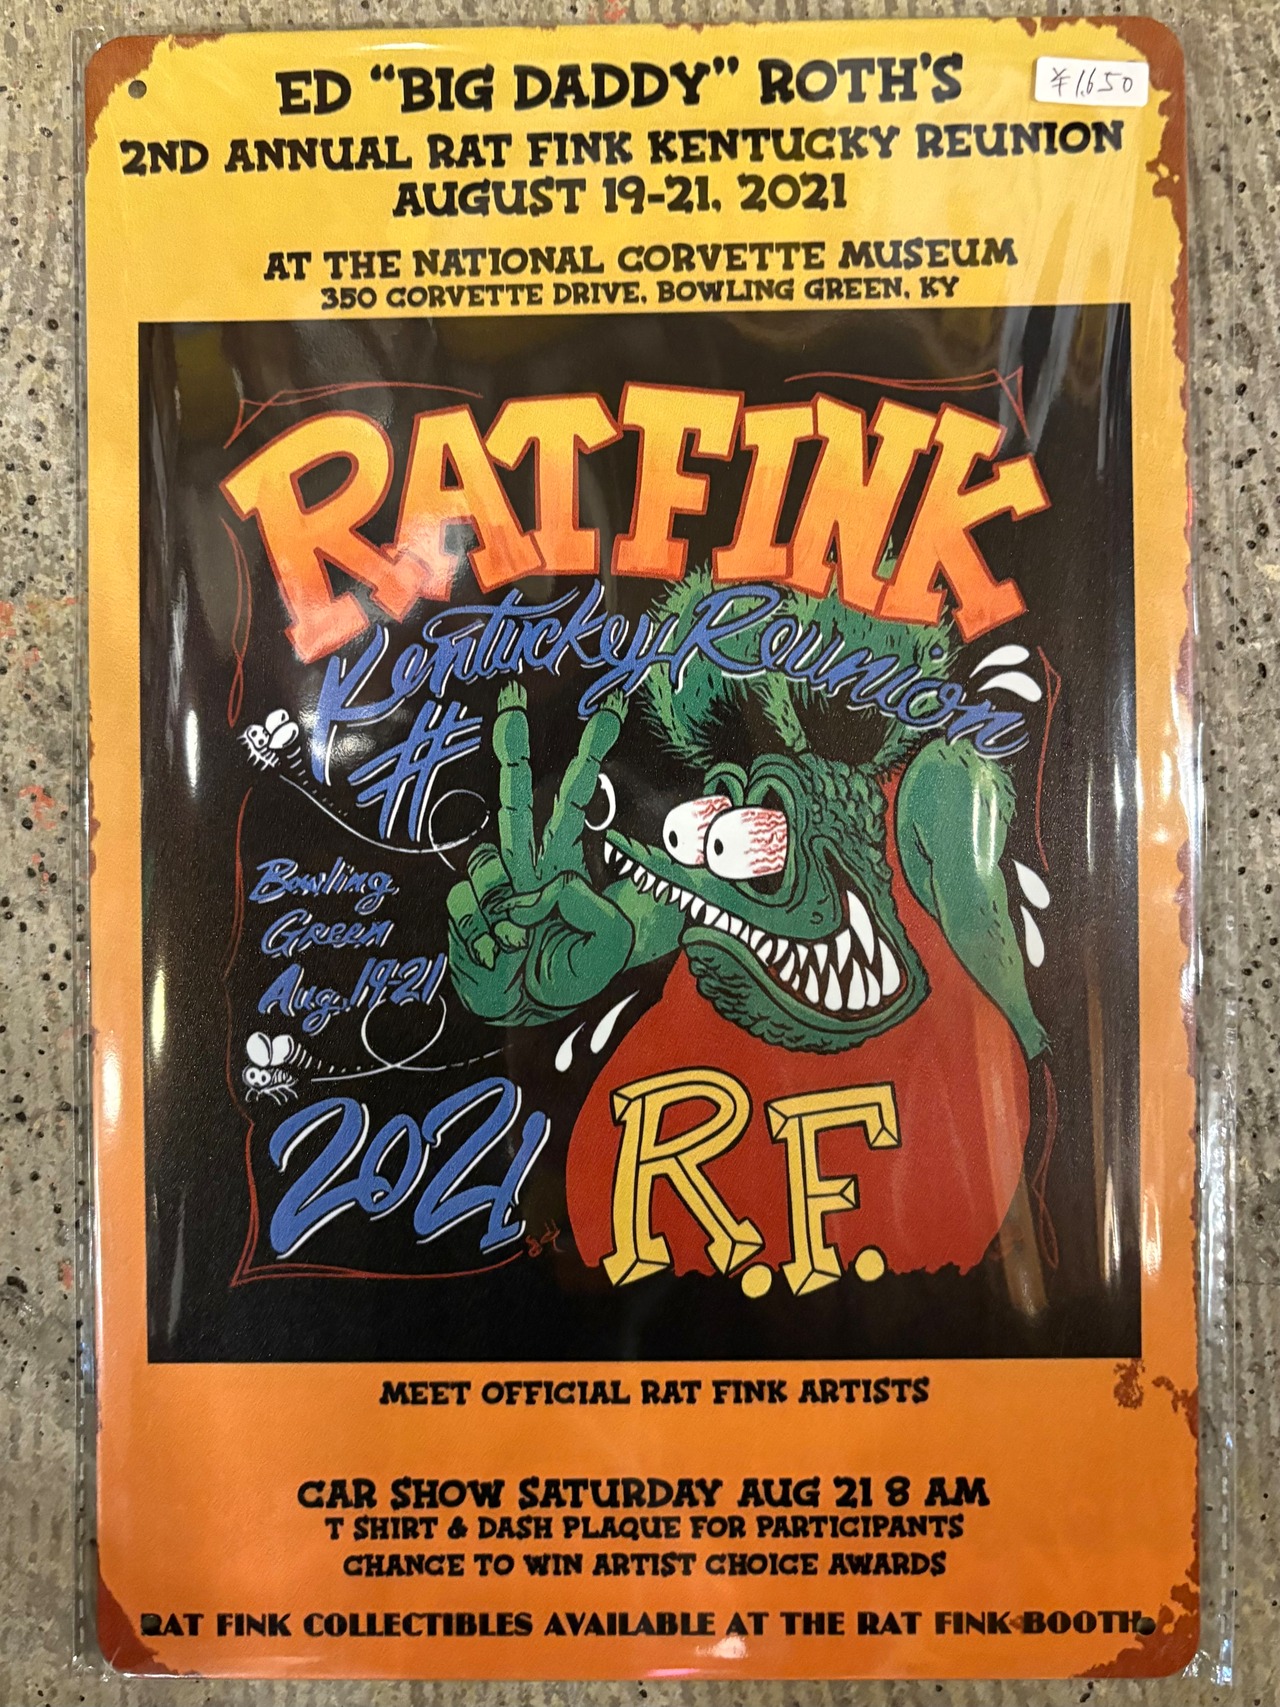 ED “BIG DADDY” ROTH'S
¥1,650
2ND ANNUAL RAT FINK KENTUCKY REUNION
AUGUST 19-21, 2021
AT THE NATIONAL CORVETTE MUSEUM
350 CORVETTE DRIVE, BOWLING GREEN, KY
RAT FINK
Kentucky Reunion
#
Bowling
Green
Aug. 19-21
2021
R.F.
MEET OFFICIAL RAT FINK ARTISTS
CAR SHOW SATURDAY AUG 21 8 AM
T SHIRT & DASH PLAQUE FOR PARTICIPANTS
CHANCE TO WIN ARTIST CHOICE AWARDS
RAT FINK COLLECTIBLES AVAILABLE AT THE RAT FINK BOOTH